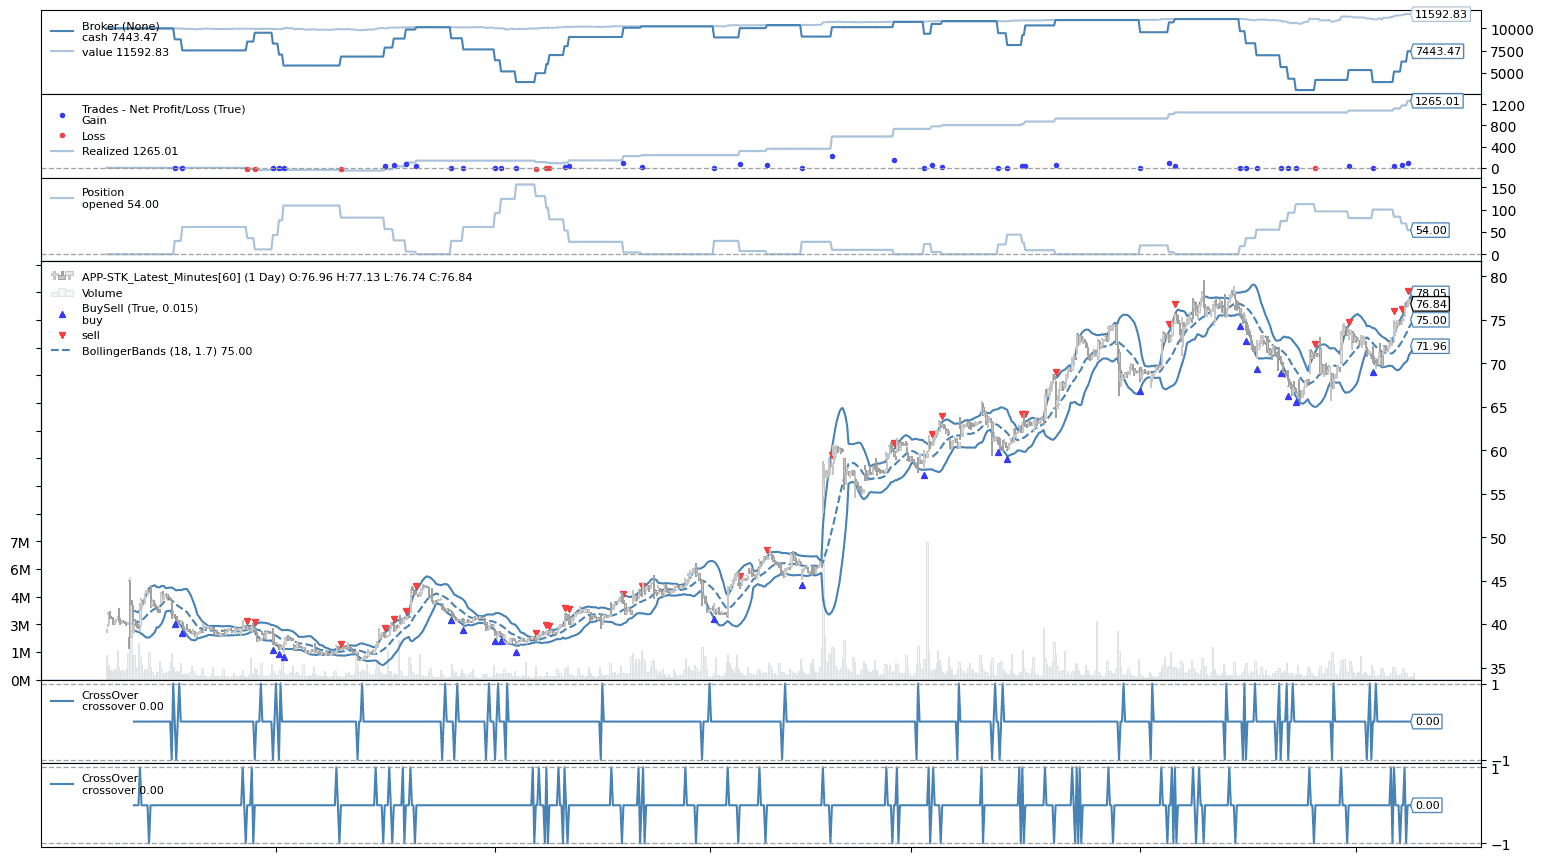 Broker (None)
cash 7443.47
value 11592.83
11592.83
10000
7500
7443.47
5000
Trades - Net Profit/Loss (True)
Gain
Loss
Realized 1265.01
1265.01
1200
800
400
0
Position
opened 54.00
150
100
50
54.00
0
APP-STK_Latest_Minutes[60] (1 Day) O:76.96 H:77.13 L:76.74 C:76.84
Volume
BuySell (True, 0.015)
buy
sell
BollingerBands (18, 1.7) 75.00
80
78.05
76.84
75.00
75
71.96
70
65
60
55
50
45
40
35
7M
6M
4M
3M
1M
0M
CrossOver
crossover 0.00
1
0.00
−1
CrossOver
crossover 0.00
1
0.00
−1